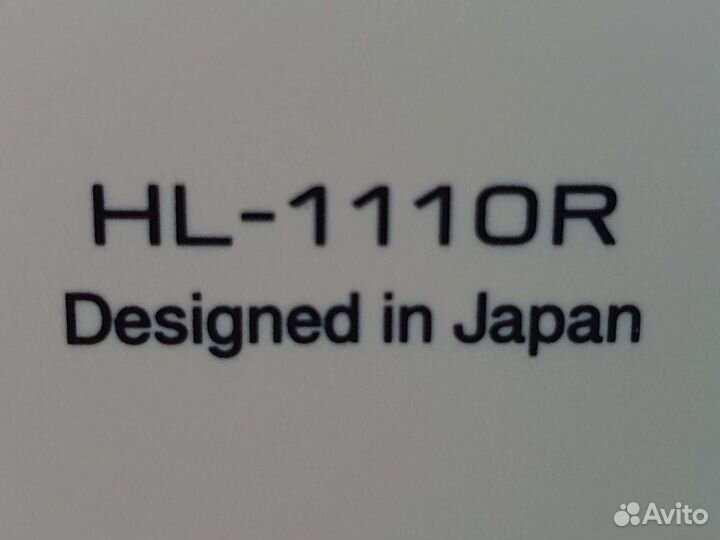 HL-1110R
Designed in Japan
Avito